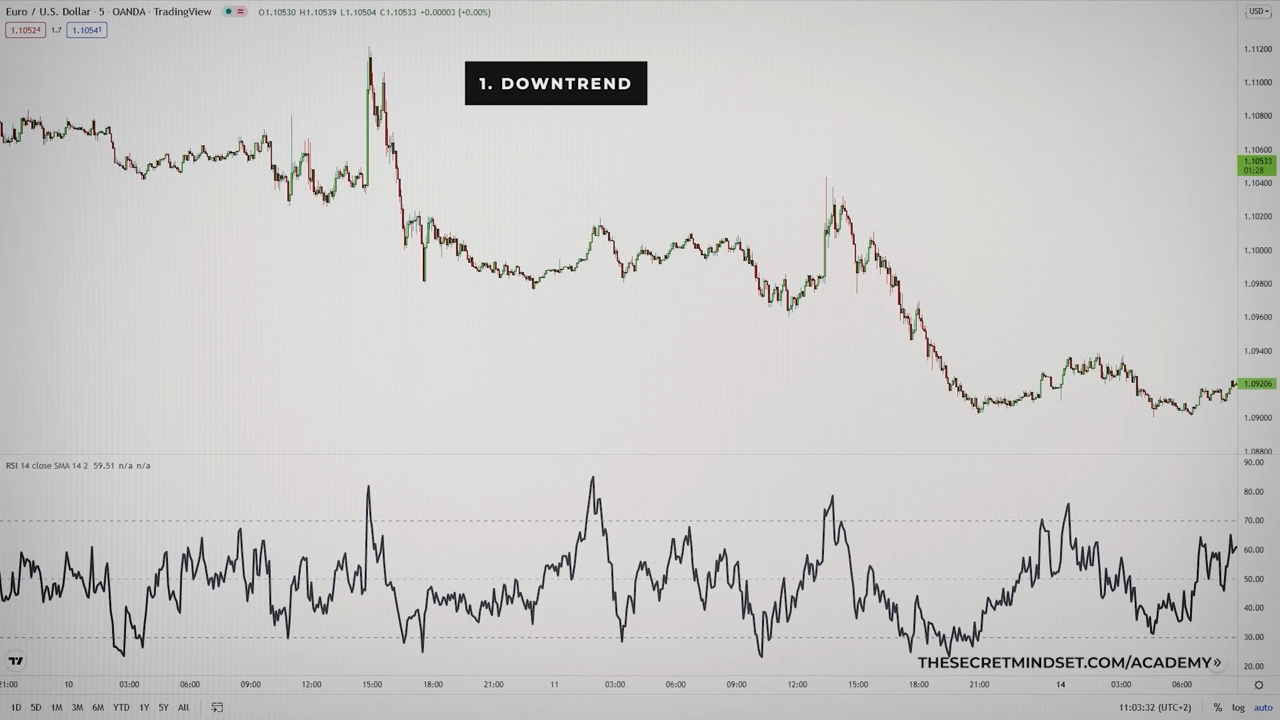 Euro / U.S. Dollar · 5 · OANDA · TradingView O1.10530 H1.10539 L1.10504 C1.10533 +0.00003 (+0.00%)
USD
1.10524 1.7 1.10541
1. DOWNTREND
1.11200
1.11000
1.10800
1.10600
1.10533
01:28
1.10400
1.10200
1.10000
1.09800
1.09600
1.09400
1.09206
1.09000
1.08800
RSI 14 close SMA 14 2 59.51 n/a n/a
90.00
80.00
70.00
60.00
50.00
40.00
30.00
20.00
THESECRETMINDSET.COM/ACADEMY»
21:00 10 03:00 06:00 09:00 12:00 15:00 18:00 21:00 11 03:00 06:00 09:00 12:00 15:00 18:00 21:00 14 03:00 06:00
1D 5D 1M 3M 6M YTD 1Y 5Y All 11:03:32 (UTC+2) % log auto